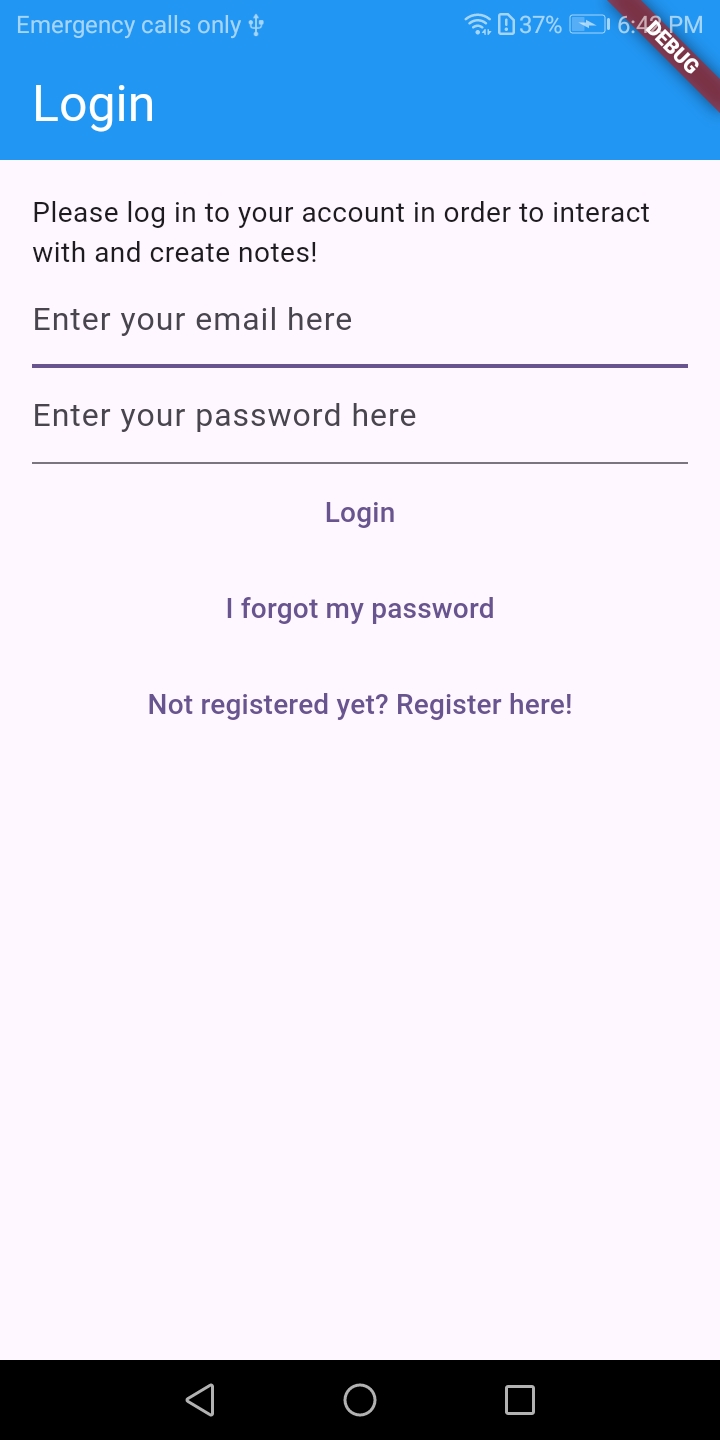 Emergency calls only 37% 6:42 PM
DEBUG
Login
Please log in to your account in order to interact
with and create notes!
Enter your email here
Enter your password here
Login
I forgot my password
Not registered yet? Register here!